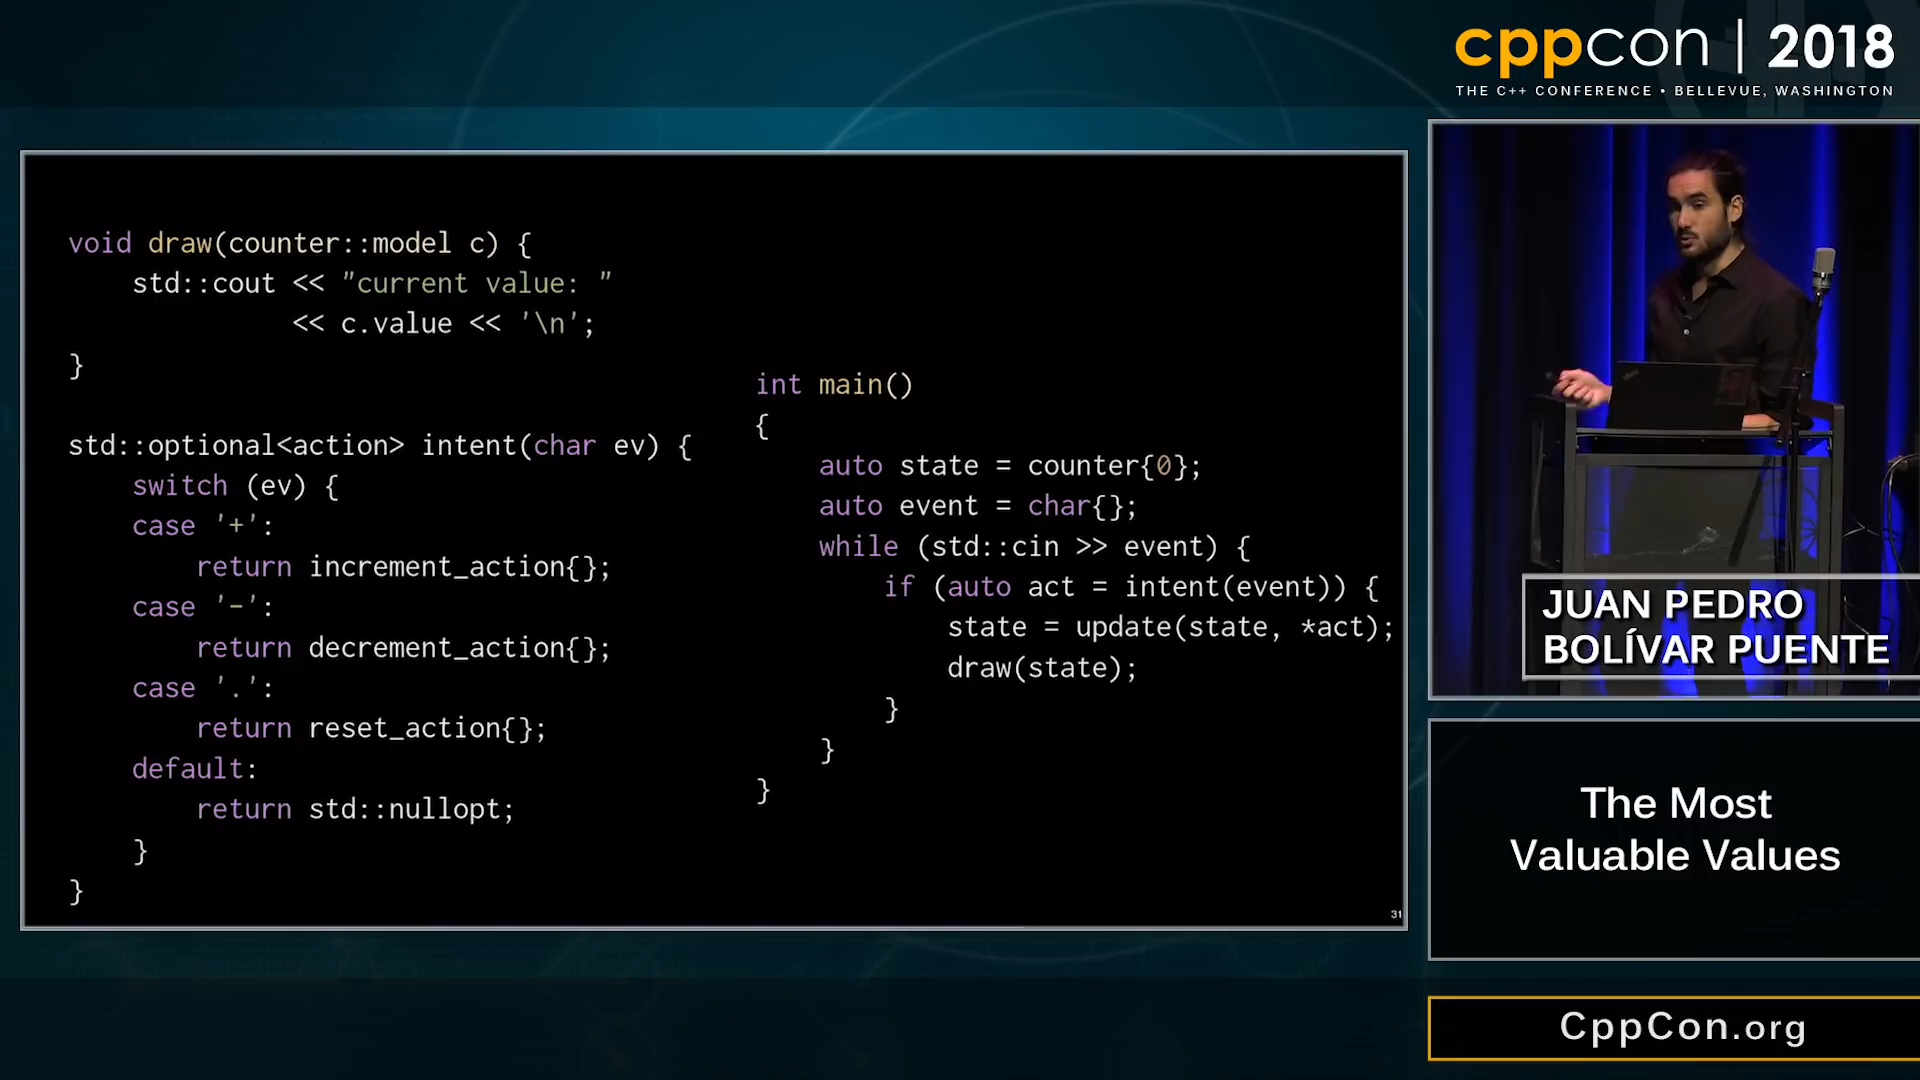 cppcon | 2018
THE C++ CONFERENCE • BELLEVUE, WASHINGTON
void draw(counter::model c) {
    std::cout << "current value: "
              << c.value << '\n';
}
std::optional<action> intent(char ev) {
    switch (ev) {
    case '+':
        return increment_action{};
    case '-':
        return decrement_action{};
    case '.':
        return reset_action{};
    default:
        return std::nullopt;
    }
}
int main()
{
    auto state = counter{0};
    auto event = char{};
    while (std::cin >> event) {
        if (auto act = intent(event)) {
            state = update(state, *act);
            draw(state);
        }
    }
}
31
JUAN PEDRO
BOLÍVAR PUENTE
The Most
Valuable Values
CppCon.org